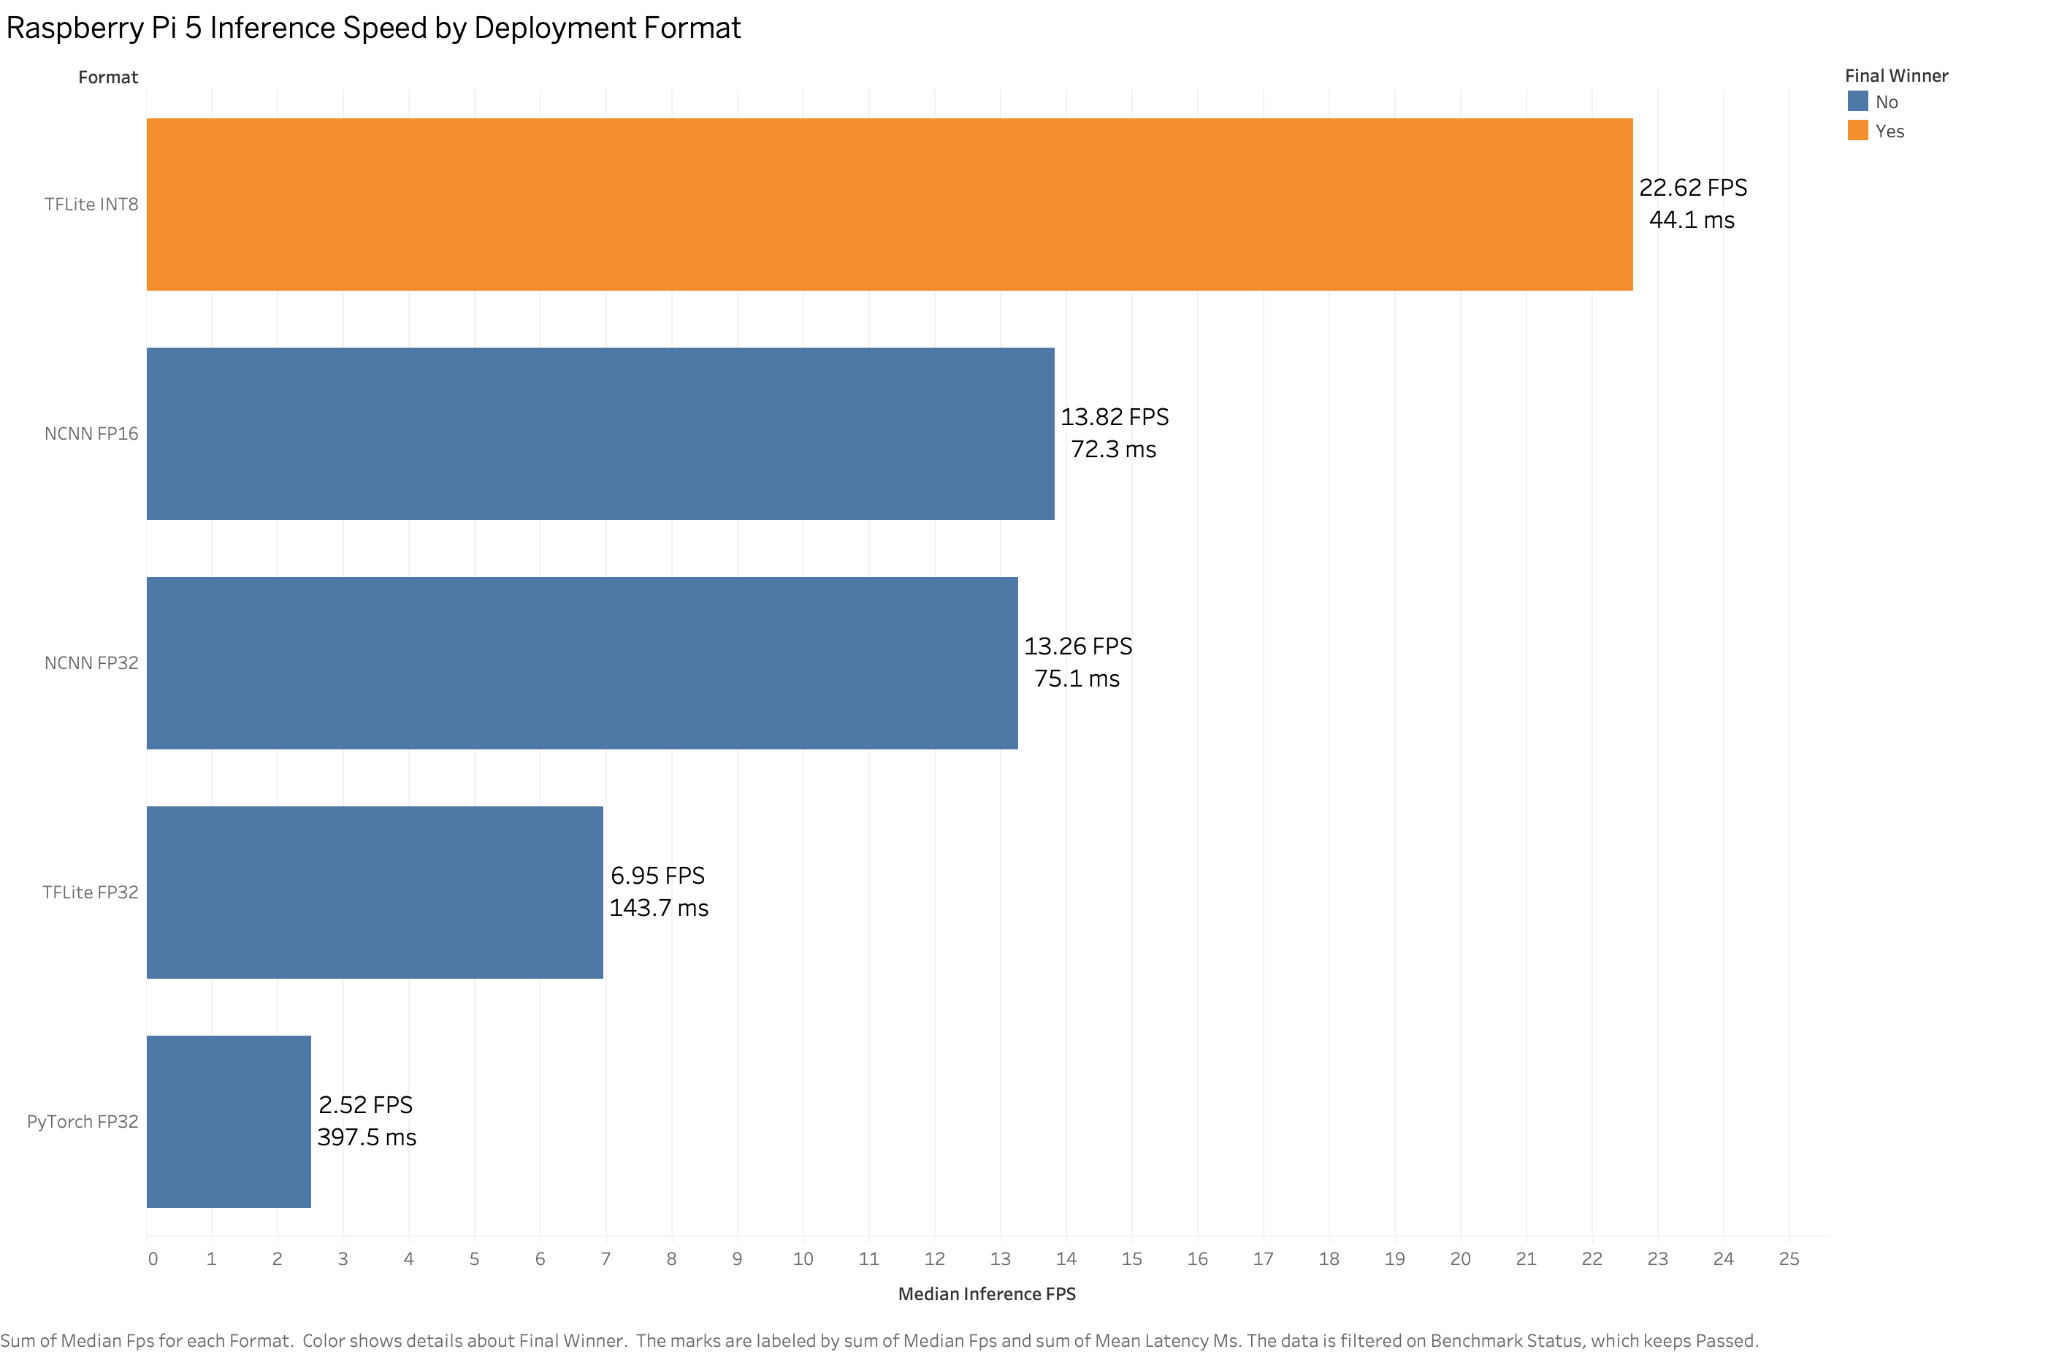 Raspberry Pi 5 Inference Speed by Deployment Format
Format
Final Winner
No
Yes
TFLite INT8
22.62 FPS
44.1 ms
NCNN FP16
13.82 FPS
72.3 ms
NCNN FP32
13.26 FPS
75.1 ms
TFLite FP32
6.95 FPS
143.7 ms
PyTorch FP32
2.52 FPS
397.5 ms
0 1 2 3 4 5 6 7 8 9 10 11 12 13 14 15 16 17 18 19 20 21 22 23 24 25
Median Inference FPS
Sum of Median Fps for each Format.  Color shows details about Final Winner.  The marks are labeled by sum of Median Fps and sum of Mean Latency Ms. The data is filtered on Benchmark Status, which keeps Passed.